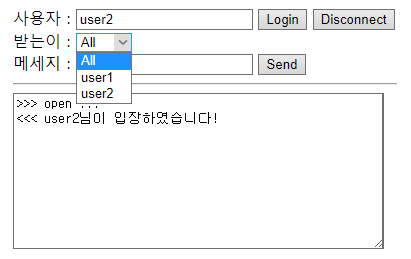 사용자 : user2 Login Disconnect
받는이 : All
메세지 : Send
All
user1
user2
>>> open ...
<<< user2님이 입장하였습니다!